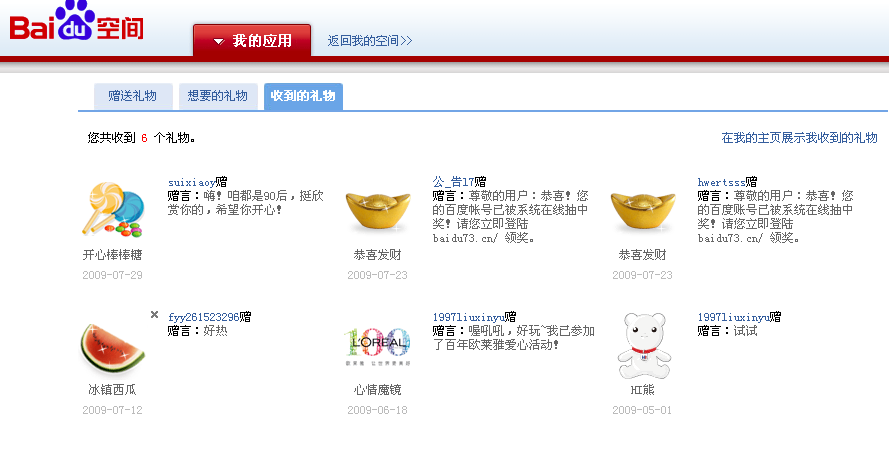 Bai du 空间
我的应用 返回我的空间>>
赠送礼物 想要的礼物 收到的礼物
您共收到 6 个礼物。 在我的主页展示我收到的礼物
suixiaoy赠
赠言：嗨！咱都是90后，挺欣
赏你的，希望你开心！
开心棒棒糖
2009-07-29
公_告17赠
赠言：尊敬的用户：恭喜！您
的百度帐号已被系统在线抽中
奖！请您立即登陆
baidu73.cn/ 领奖。
恭喜发财
2009-07-23
hwertsss赠
赠言：尊敬的用户：恭喜！您
的百度账号已被系统在线抽中
奖！请您立即登陆
baidu73.cn/ 领奖。
恭喜发财
2009-07-23
fyy261523296赠
赠言：好热
冰镇西瓜
2009-07-12
1997liuxinyu赠
赠言：喔吼吼，好玩~我已参加
了百年欧莱雅爱心活动！
100
L'ORÉAL
心情魔镜
2009-06-18
1997liuxinyu赠
赠言：试试
HI熊
2009-05-01